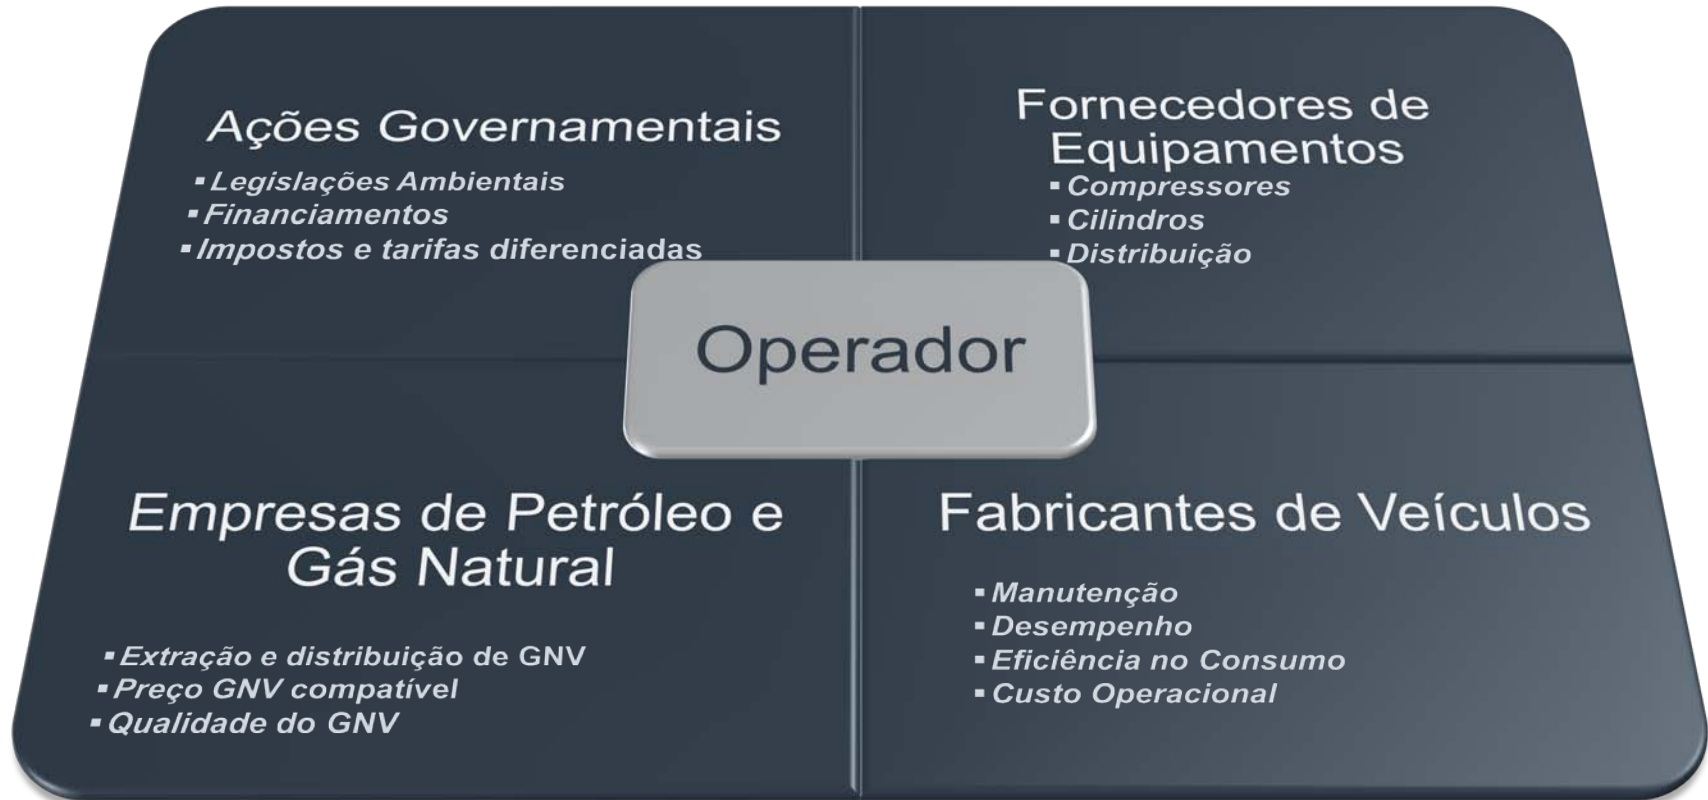 Ações Governamentais
▪Legislações Ambientais
▪Financiamentos
▪Impostos e tarifas diferenciadas
Fornecedores de
Equipamentos
▪Compressores
▪Cilindros
▪Distribuição
Operador
Empresas de Petróleo e
Gás Natural
▪Extração e distribuição de GNV
▪Preço GNV compatível
▪Qualidade do GNV
Fabricantes de Veículos
▪Manutenção
▪Desempenho
▪Eficiência no Consumo
▪Custo Operacional